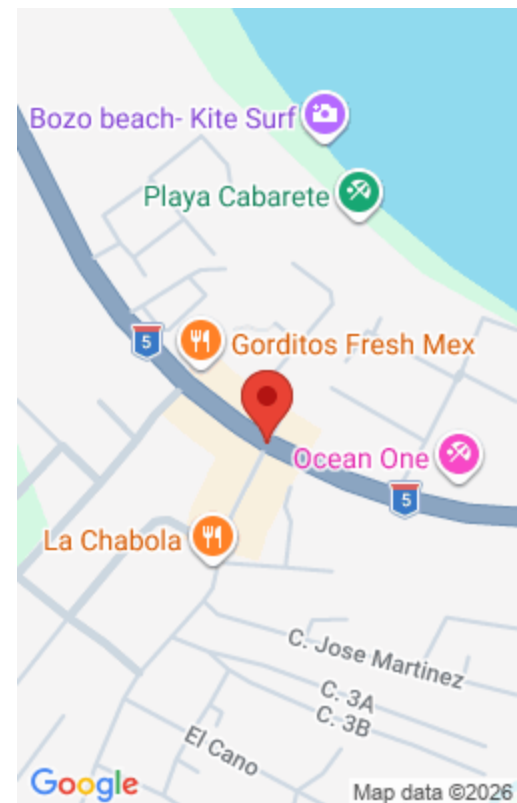 Bozo beach- Kite Surf
Playa Cabarete
5
Gorditos Fresh Mex
Ocean One
5
La Chabola
C. Jose Martinez
C. 3A
C. 3B
El Cano
Google
Map data ©2026